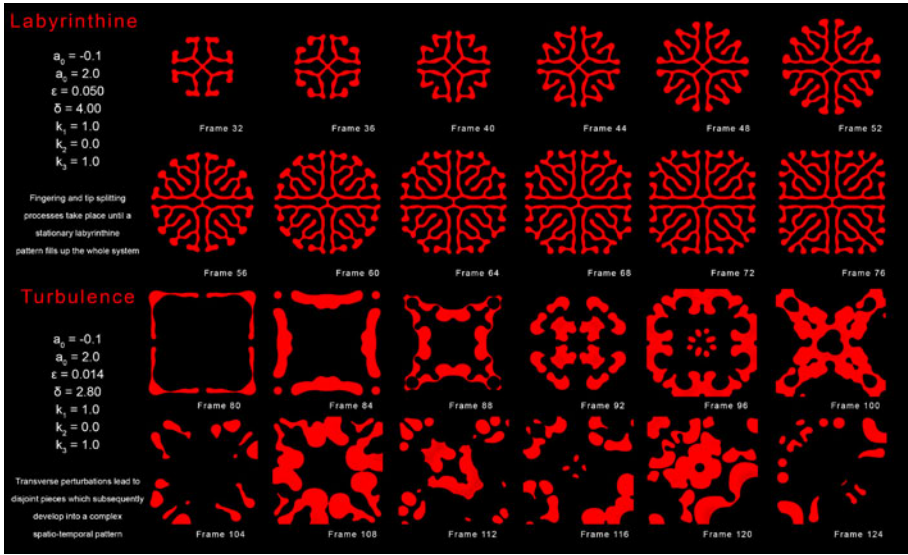 Labyrinthine
a0 = -0.1
a0 = 2.0
ε = 0.050
δ = 4.00
k1 = 1.0
k2 = 0.0
k3 = 1.0
Fingering and tip splitting
processes take place until a
stationary labyrinthine
pattern fills up the whole system
Frame 32
Frame 36
Frame 40
Frame 44
Frame 48
Frame 52
Frame 56
Frame 60
Frame 64
Frame 68
Frame 72
Frame 76
Turbulence
a0 = -0.1
a0 = 2.0
ε = 0.014
δ = 2.80
k1 = 1.0
k2 = 0.0
k3 = 1.0
Transverse perturbations lead to
disjoint pieces which subsequently
develop into a complex
spatio-temporal pattern
Frame 80
Frame 84
Frame 88
Frame 92
Frame 96
Frame 100
Frame 104
Frame 108
Frame 112
Frame 116
Frame 120
Frame 124